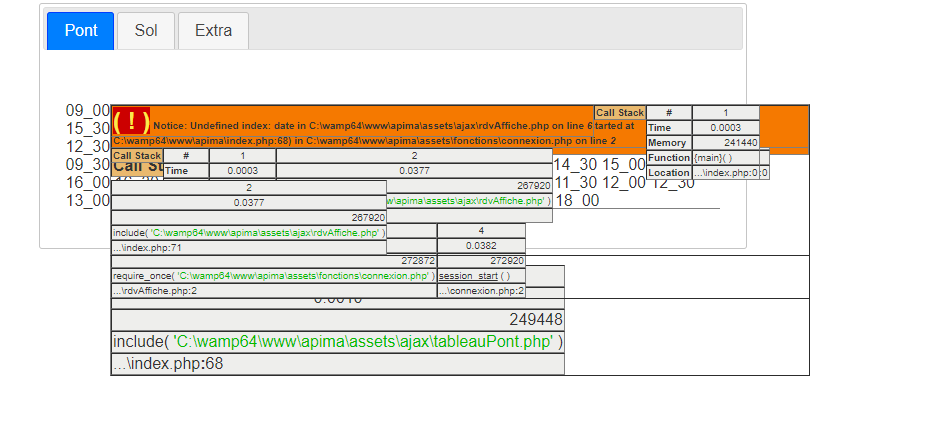 Pont Sol Extra
09_00
15_30
12_30
09_30
16_00
13_00
( ! ) Notice: Undefined index: date in C:\wamp64\www\apima\assets\ajax\rdvAffiche.php on line 6 tarted at
C:\wamp64\www\apima\index.php:68) in C:\wamp64\www\apima\assets\fonctions\connexion.php on line 2
Call Stack # 1
Time 0.0003
Memory 241440
Function {main}( )
Location ...\index.php:0 :0
Call Stack # 1 2
Time 0.0003 0.0377
14_30 15_00
267920 11_30 12_00 12_30
w\apima\assets\ajax\rdvAffiche.php' ) 18_00
2
0.0377
267920
include( 'C:\wamp64\www\apima\assets\ajax\rdvAffiche.php' )
...\index.php:71
4
0.0382
272872 272920
require_once( 'C:\wamp64\www\apima\assets\fonctions\connexion.php' ) session_start ( )
...\rdvAffiche.php:2 ...\connexion.php:2
249448
include( 'C:\wamp64\www\apima\assets\ajax\tableauPont.php' )
...\index.php:68